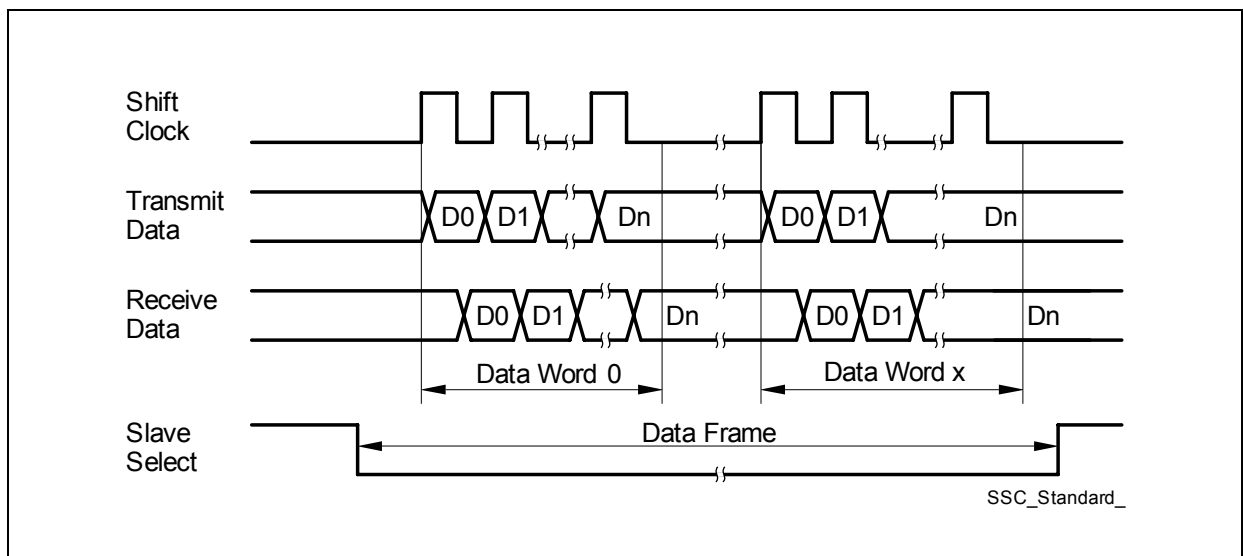 Shift
Clock
Transmit
Data
D0 D1 Dn D0 D1 Dn
Receive
Data
D0 D1 Dn D0 D1 Dn
Data Word 0 Data Word x
Slave
Select
Data Frame
SSC_Standard_